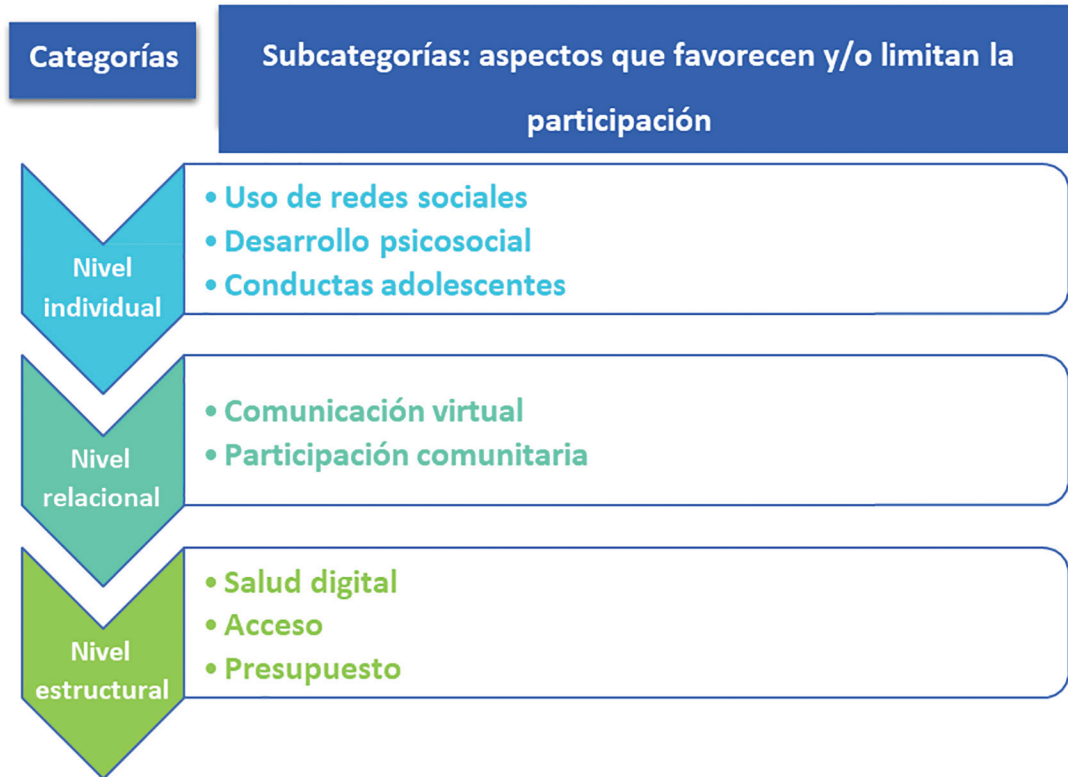 Categorías
Subcategorías: aspectos que favorecen y/o limitan la
participación
Nivel
individual
• Uso de redes sociales
• Desarrollo psicosocial
• Conductas adolescentes
Nivel
relacional
• Comunicación virtual
• Participación comunitaria
Nivel
estructural
• Salud digital
• Acceso
• Presupuesto